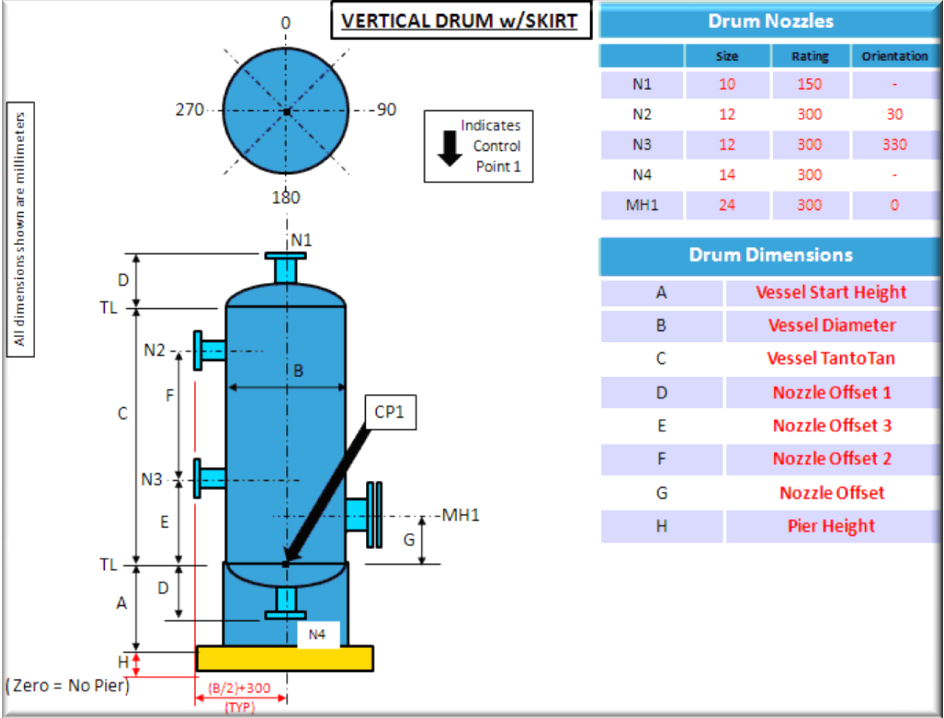 VERTICAL DRUM w/SKIRT
All dimensions shown are millimeters
0
270
90
180
Indicates
Control
Point 1
N1
D
TL
N2
B
F
C
CP1
N3
E
MH1
G
TL
D
A
N4
H
(Zero = No Pier)
(B/2)+300
(TYP)
Drum Nozzles
Size Rating Orientation
N1 10 150 -
N2 12 300 30
N3 12 300 330
N4 14 300 -
MH1 24 300 0
Drum Dimensions
A Vessel Start Height
B Vessel Diameter
C Vessel TantoTan
D Nozzle Offset 1
E Nozzle Offset 3
F Nozzle Offset 2
G Nozzle Offset
H Pier Height